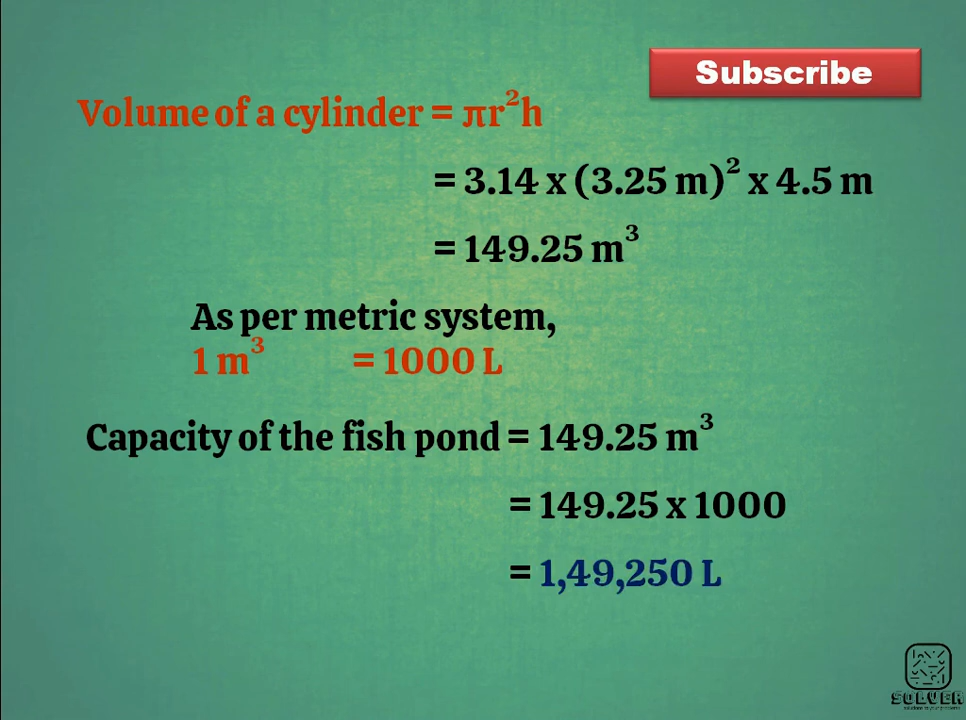 Subscribe
Volume of a cylinder = πr²h
= 3.14 x (3.25 m)² x 4.5 m
= 149.25 m³
As per metric system,
1 m³ = 1000 L
Capacity of the fish pond = 149.25 m³
= 149.25 x 1000
= 1,49,250 L
SOLVER